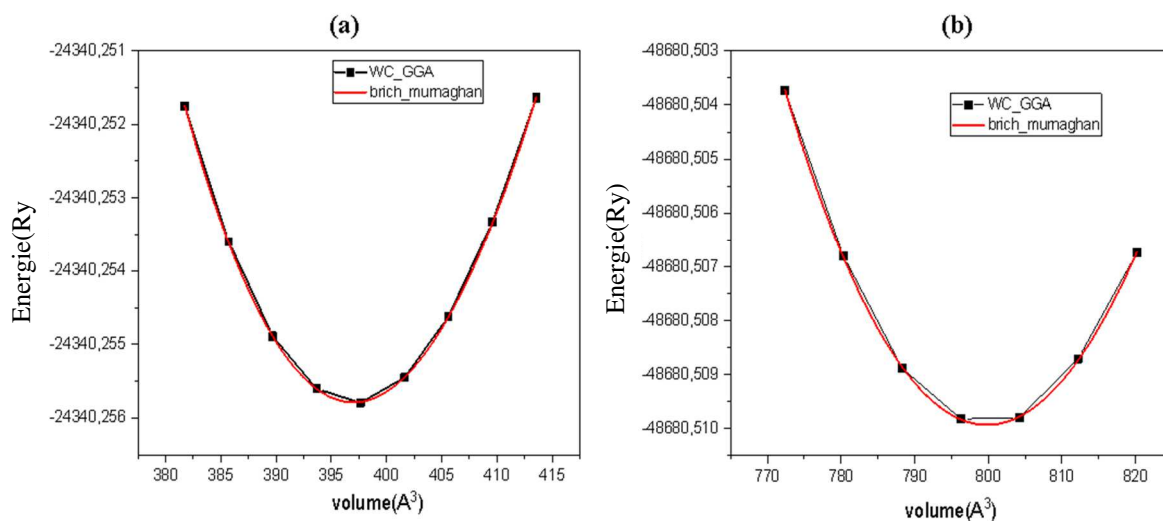 (a)
-24340,251
-24340,252
-24340,253
-24340,254
-24340,255
-24340,256
Energie(Ry
WC_GGA
brich_murnaghan
380 385 390 395 400 405 410 415
volume(A³)
(b)
-48680,503
-48680,504
-48680,505
-48680,506
-48680,507
-48680,508
-48680,509
-48680,510
Energie(Ry)
WC_GGA
brich_murnaghan
770 780 790 800 810 820
volume(A³)